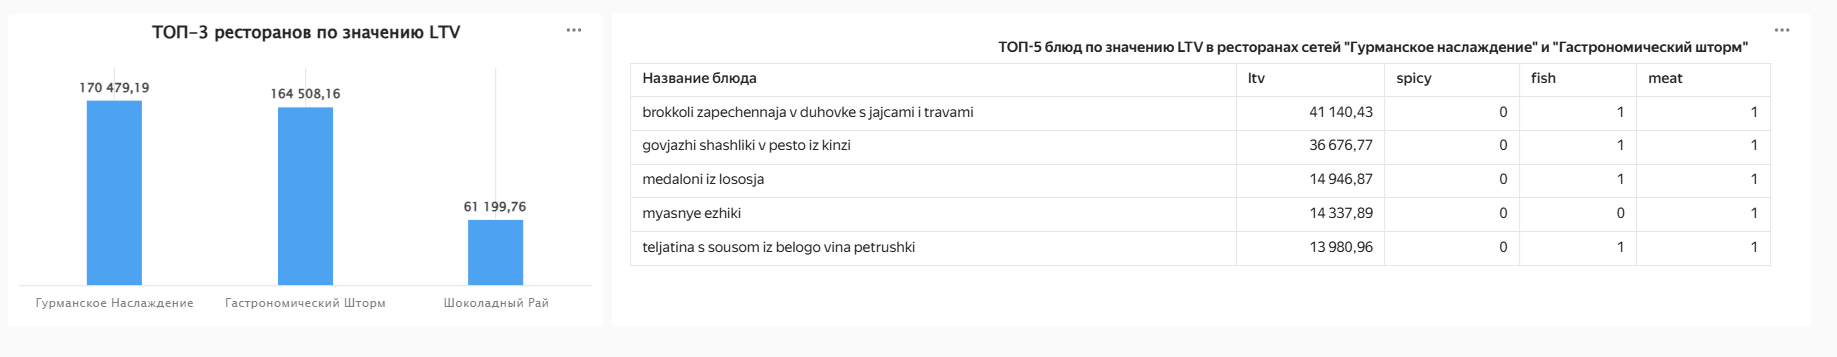 ТОП-3 ресторанов по значению LTV
170 479,19
164 508,16
61 199,76
Гурманское Наслаждение
Гастрономический Шторм
Шоколадный Рай
ТОП-5 блюд по значению LTV в ресторанах сетей "Гурманское наслаждение" и "Гастрономический шторм"
Название блюда ltv spicy fish meat
brokkoli zapechennaja v duhovke s jajcami i travami 41 140,43 0 1 1
govjazhi shashliki v pesto iz kinzi 36 676,77 0 1 1
medaloni iz lososja 14 946,87 0 1 1
myasnye ezhiki 14 337,89 0 0 1
teljatina s sousom iz belogo vina petrushki 13 980,96 0 1 1